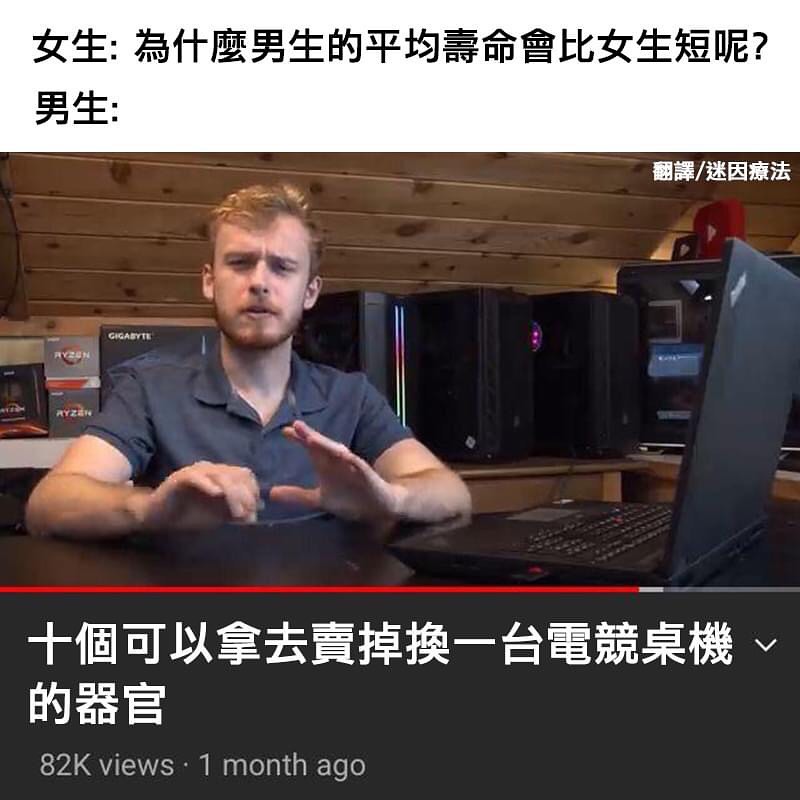 女生: 為什麼男生的平均壽命會比女生短呢?
男生:
翻譯/迷因療法
GIGABYTE
RYZEN
RYZEN
十個可以拿去賣掉換一台電競桌機
的器官
82K views · 1 month ago